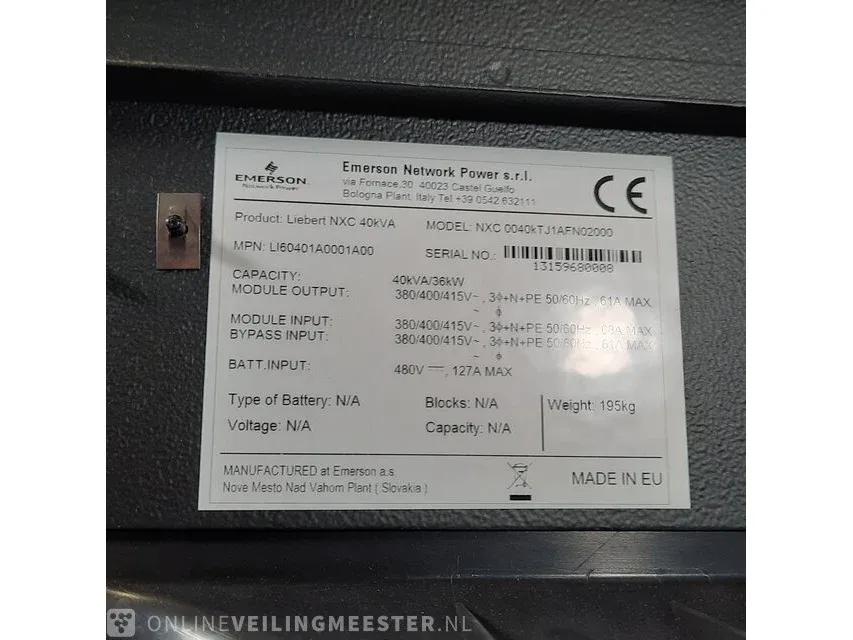 EMERSON
Network Power
Emerson Network Power s.r.l.
via Fornace,30 40023 Castel Guelfo
Bologna Plant, Italy Tel +39 0542 632111
CE
Product: Liebert NXC 40kVA
MODEL: NXC 0040kTJ1AFN02000
MPN: LI60401A0001A00
SERIAL NO.:
13159680008
CAPACITY: 40kVA/36kW
MODULE OUTPUT: 380/400/415V~, 3ϕ+N+PE 50/60Hz, 61A MAX
~ ϕ
MODULE INPUT: 380/400/415V~, 3ϕ+N+PE 50/60Hz, MAX
BYPASS INPUT: 380/400/415V~, 3ϕ+N+PE 50/60Hz, 61A MAX
~ ϕ
BATT.INPUT: 480V ⎓, 127A MAX
Type of Battery: N/A
Blocks: N/A
Weight: 195kg
Voltage: N/A
Capacity: N/A
MANUFACTURED at Emerson a.s
Nove Mesto Nad Vahom Plant ( Slovakia )
MADE IN EU
ONLINEVEILINGMEESTER.NL